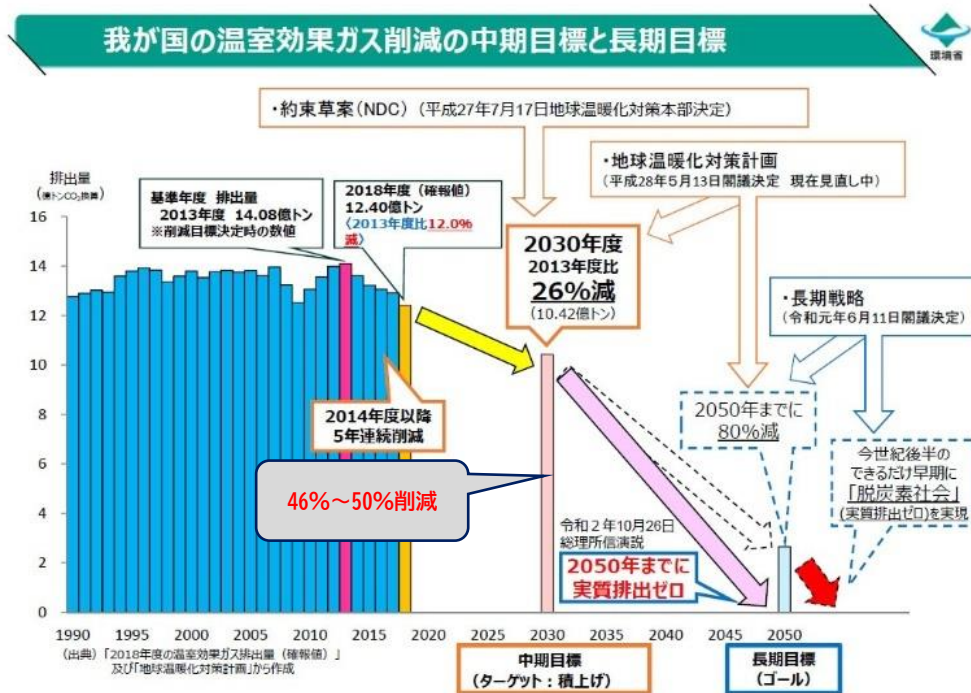 我が国の温室効果ガス削減の中期目標と長期目標
環境省
・約束草案(NDC) (平成27年7月17日地球温暖化対策本部決定)
・地球温暖化対策計画
(平成28年5月13日閣議決定 現在見直し中)
排出量
(億トンCO₂換算)
基準年度 排出量
2013年度 14.08億トン
※削減目標決定時の数値
2018年度(確報値)
12.40億トン
〈2013年度比12.0%
減〉
2030年度
2013年度比
26%減
(10.42億トン)
・長期戦略
(令和元年6月11日閣議決定)
16
14
12
10
8
6
4
2
0
2014年度以降
5年連続削減
46%～50%削減
2050年までに
80%減
今世紀後半の
できるだけ早期に
「脱炭素社会」
(実質排出ゼロ)を実現
令和2年10月26日
総理所信演説
2050年までに
実質排出ゼロ
1990 1995 2000 2005 2010 2015 2020 2025 2030 2035 2040 2045 2050
(出典)「2018年度の温室効果ガス排出量(確報値)」
及び「地球温暖化対策計画」から作成
中期目標
(ターゲット:積上げ)
長期目標
(ゴール)